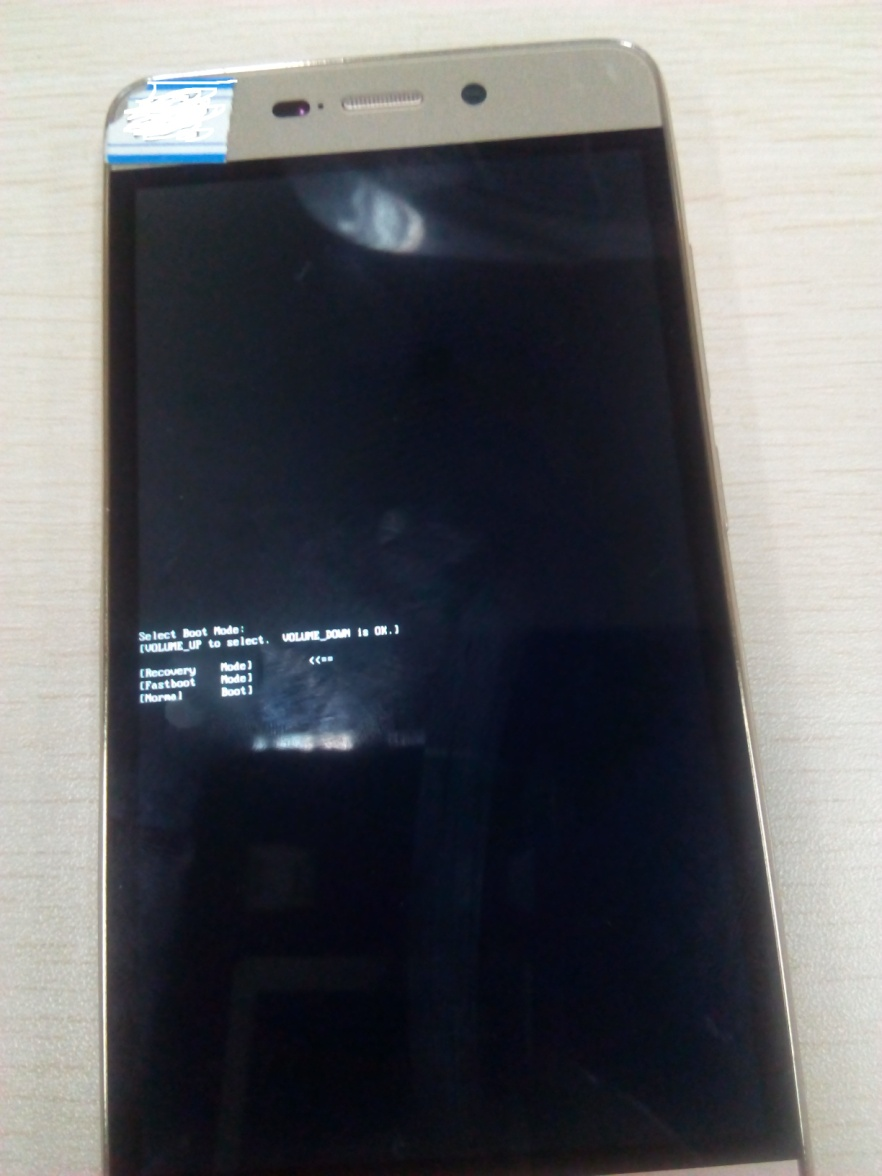 Select Boot Mode:
[VOLUME_UP to select.  VOLUME_DOWN is OK.]
[Recovery    Mode]         <<==
[Fastboot    Mode]
[Normal      Boot]